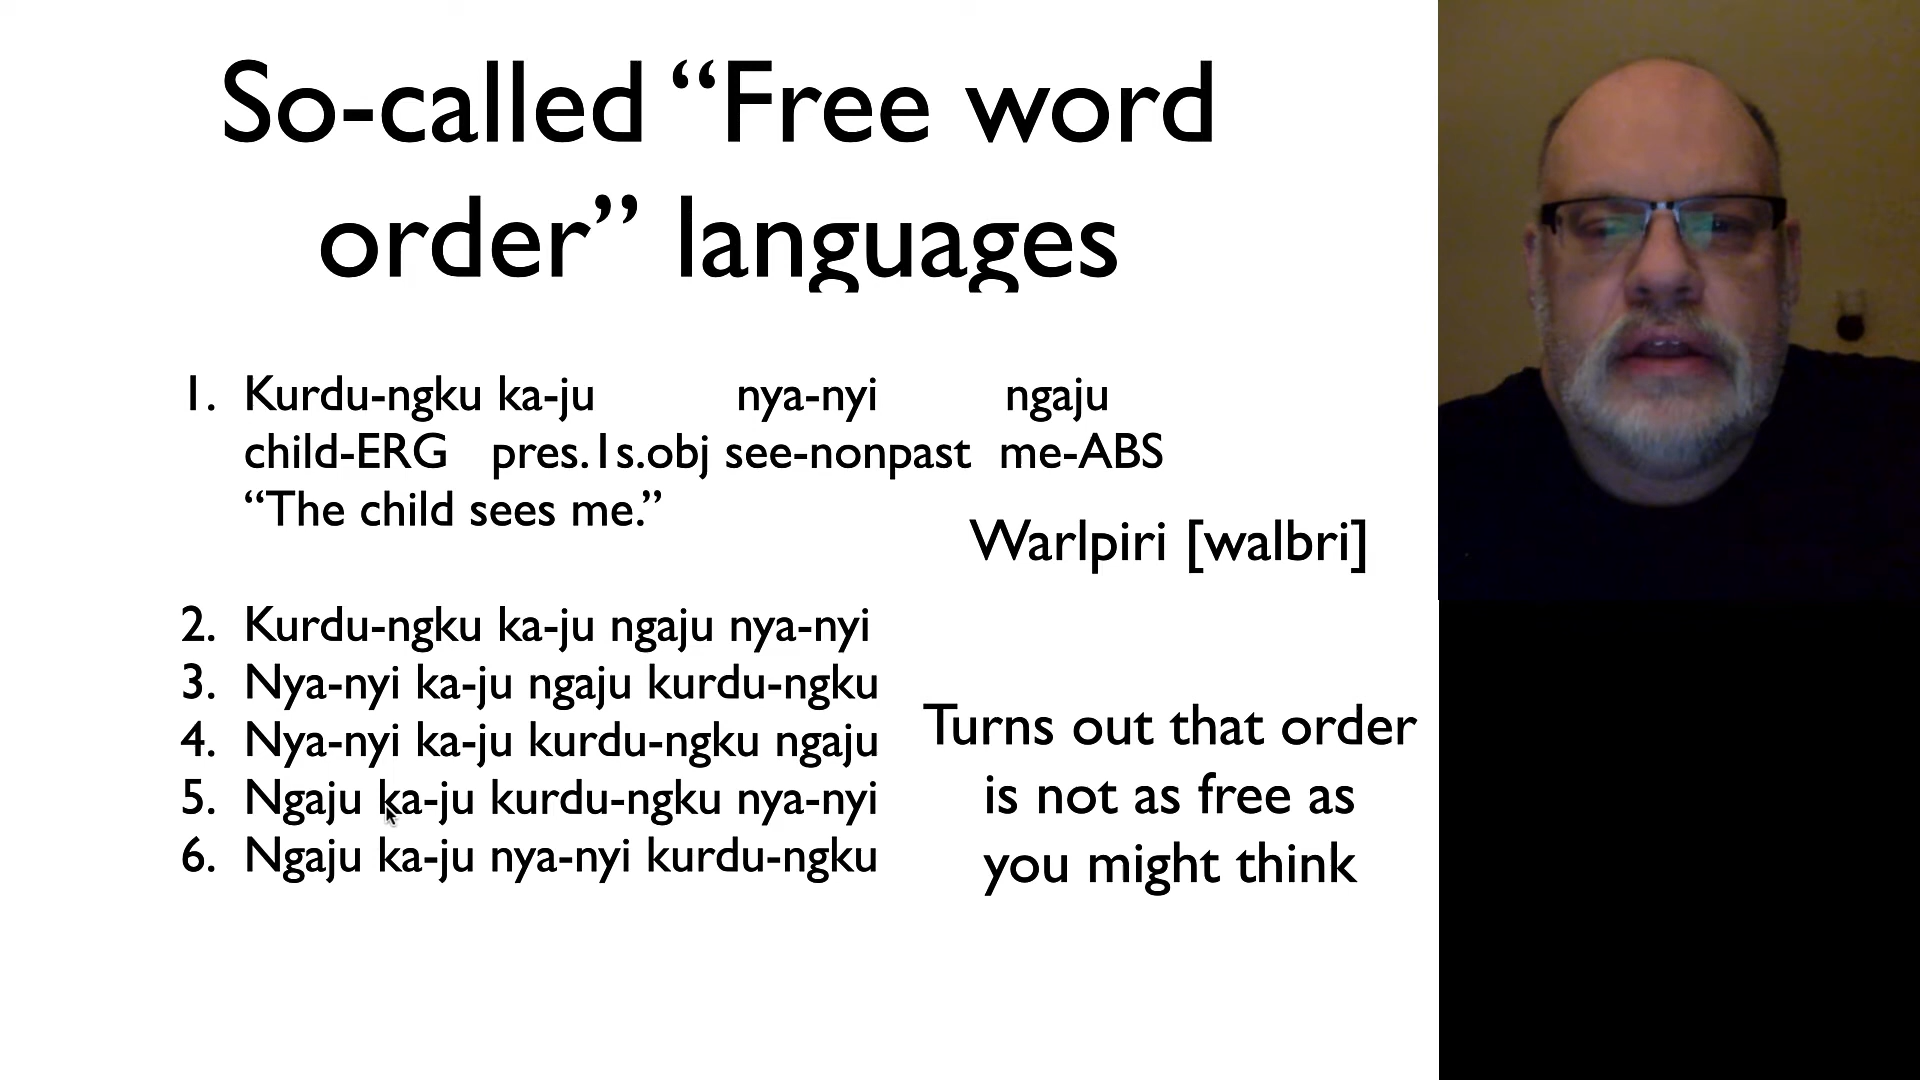 So-called “Free word
order” languages
1. Kurdu-ngku ka-ju nya-nyi ngaju
child-ERG pres.1s.obj see-nonpast me-ABS
“The child sees me.”
Warlpiri [walbri]
2. Kurdu-ngku ka-ju ngaju nya-nyi
3. Nya-nyi ka-ju ngaju kurdu-ngku
4. Nya-nyi ka-ju kurdu-ngku ngaju
5. Ngaju ka-ju kurdu-ngku nya-nyi
6. Ngaju ka-ju nya-nyi kurdu-ngku
Turns out that order
is not as free as
you might think